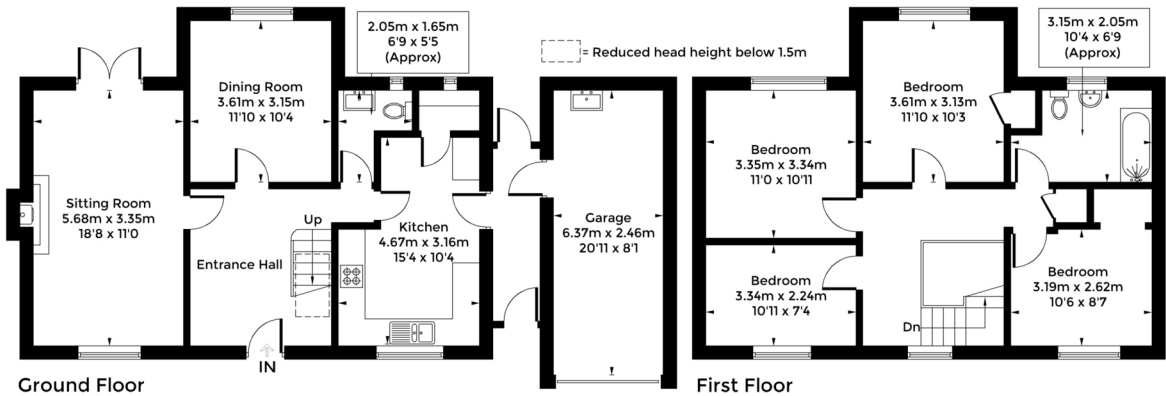 2.05m x 1.65m
6'9 x 5'5
(Approx)
= Reduced head height below 1.5m
3.15m x 2.05m
10'4 x 6'9
(Approx)
Dining Room
3.61m x 3.15m
11'10 x 10'4
Sitting Room
5.68m x 3.35m
18'8 x 11'0
Up
Entrance Hall
Kitchen
4.67m x 3.16m
15'4 x 10'4
Garage
6.37m x 2.46m
20'11 x 8'1
IN
Ground Floor
Bedroom
3.61m x 3.13m
11'10 x 10'3
Bedroom
3.35m x 3.34m
11'0 x 10'11
Bedroom
3.34m x 2.24m
10'11 x 7'4
Bedroom
3.19m x 2.62m
10'6 x 8'7
Dn
First Floor